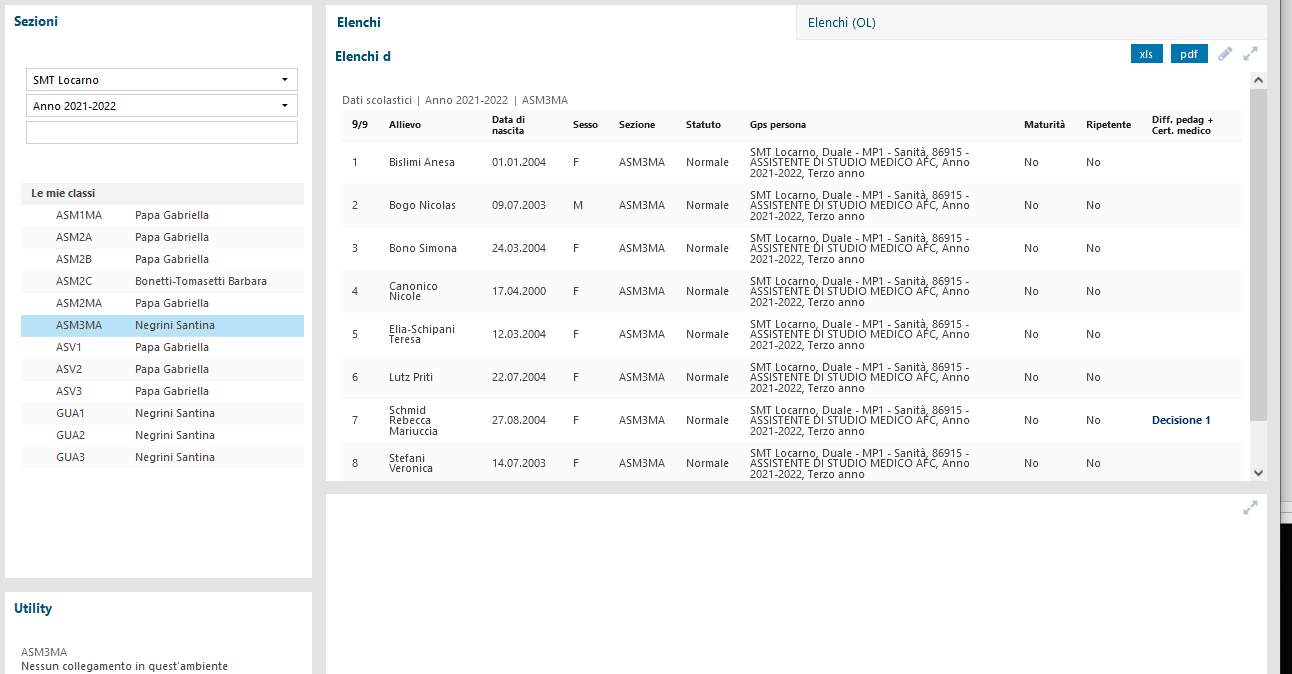 Sezioni
SMT Locarno
Anno 2021-2022
Le mie classi
ASM1MA Papa Gabriella
ASM2A Papa Gabriella
ASM2B Papa Gabriella
ASM2C Bonetti-Tomasetti Barbara
ASM2MA Papa Gabriella
ASM3MA Negrini Santina
ASV1 Papa Gabriella
ASV2 Papa Gabriella
ASV3 Papa Gabriella
GUA1 Negrini Santina
GUA2 Negrini Santina
GUA3 Negrini Santina
Utility
ASM3MA
Nessun collegamento in quest'ambiente
Elenchi Elenchi (OL)
Elenchi d xls pdf
Dati scolastici | Anno 2021-2022 | ASM3MA
9/9 Allievo Data di nascita Sesso Sezione Statuto Gps persona Maturità Ripetente Diff. pedag + Cert. medico
1 Bislimi Anesa 01.01.2004 F ASM3MA Normale SMT Locarno, Duale - MP1 - Sanità, 86915 -
ASSISTENTE DI STUDIO MEDICO AFC, Anno
2021-2022, Terzo anno No No
2 Bogo Nicolas 09.07.2003 M ASM3MA Normale SMT Locarno, Duale - MP1 - Sanità, 86915 -
ASSISTENTE DI STUDIO MEDICO AFC, Anno
2021-2022, Terzo anno No No
3 Bono Simona 24.03.2004 F ASM3MA Normale SMT Locarno, Duale - MP1 - Sanità, 86915 -
ASSISTENTE DI STUDIO MEDICO AFC, Anno
2021-2022, Terzo anno No No
4 Canonico Nicole 17.04.2000 F ASM3MA Normale SMT Locarno, Duale - MP1 - Sanità, 86915 -
ASSISTENTE DI STUDIO MEDICO AFC, Anno
2021-2022, Terzo anno No No
5 Elia-Schipani Teresa 12.03.2004 F ASM3MA Normale SMT Locarno, Duale - MP1 - Sanità, 86915 -
ASSISTENTE DI STUDIO MEDICO AFC, Anno
2021-2022, Terzo anno No No
6 Lutz Priti 22.07.2004 F ASM3MA Normale SMT Locarno, Duale - MP1 - Sanità, 86915 -
ASSISTENTE DI STUDIO MEDICO AFC, Anno
2021-2022, Terzo anno No No
7 Schmid Rebecca Mariuccia 27.08.2004 F ASM3MA Normale SMT Locarno, Duale - MP1 - Sanità, 86915 -
ASSISTENTE DI STUDIO MEDICO AFC, Anno
2021-2022, Terzo anno No No Decisione 1
8 Stefani Veronica 14.07.2003 F ASM3MA Normale SMT Locarno, Duale - MP1 - Sanità, 86915 -
ASSISTENTE DI STUDIO MEDICO AFC, Anno
2021-2022, Terzo anno No No